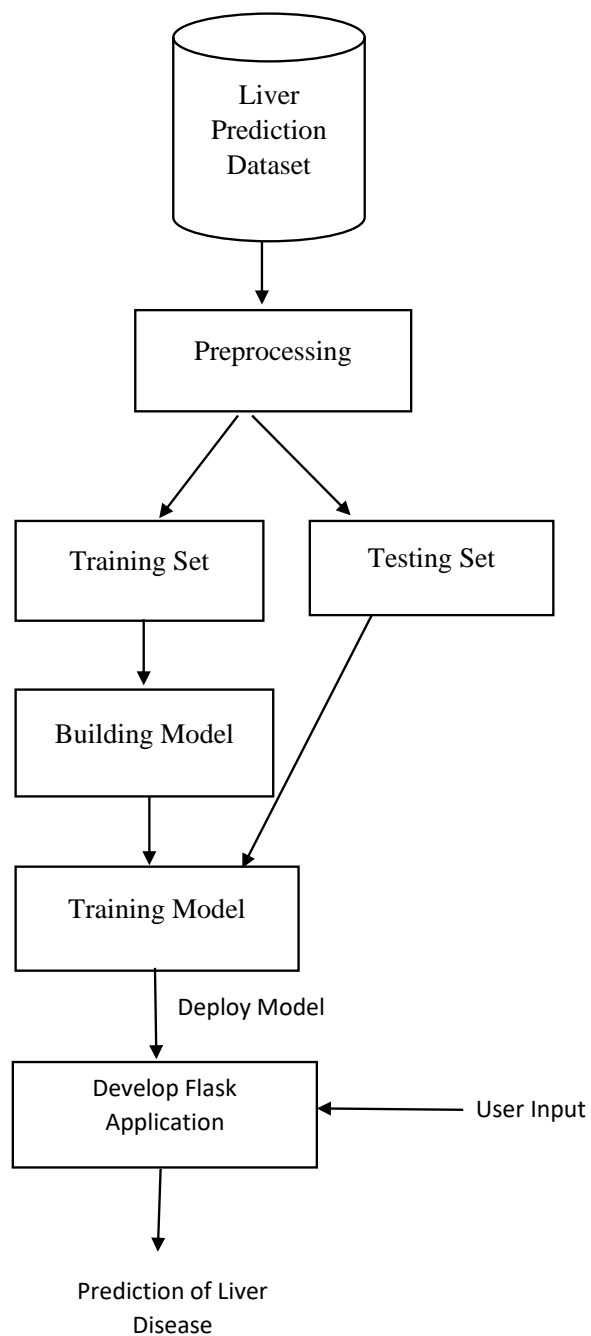 Liver
Prediction
Dataset
Preprocessing
Training Set
Testing Set
Building Model
Training Model
Deploy Model
Develop Flask
Application
User Input
Prediction of Liver
Disease